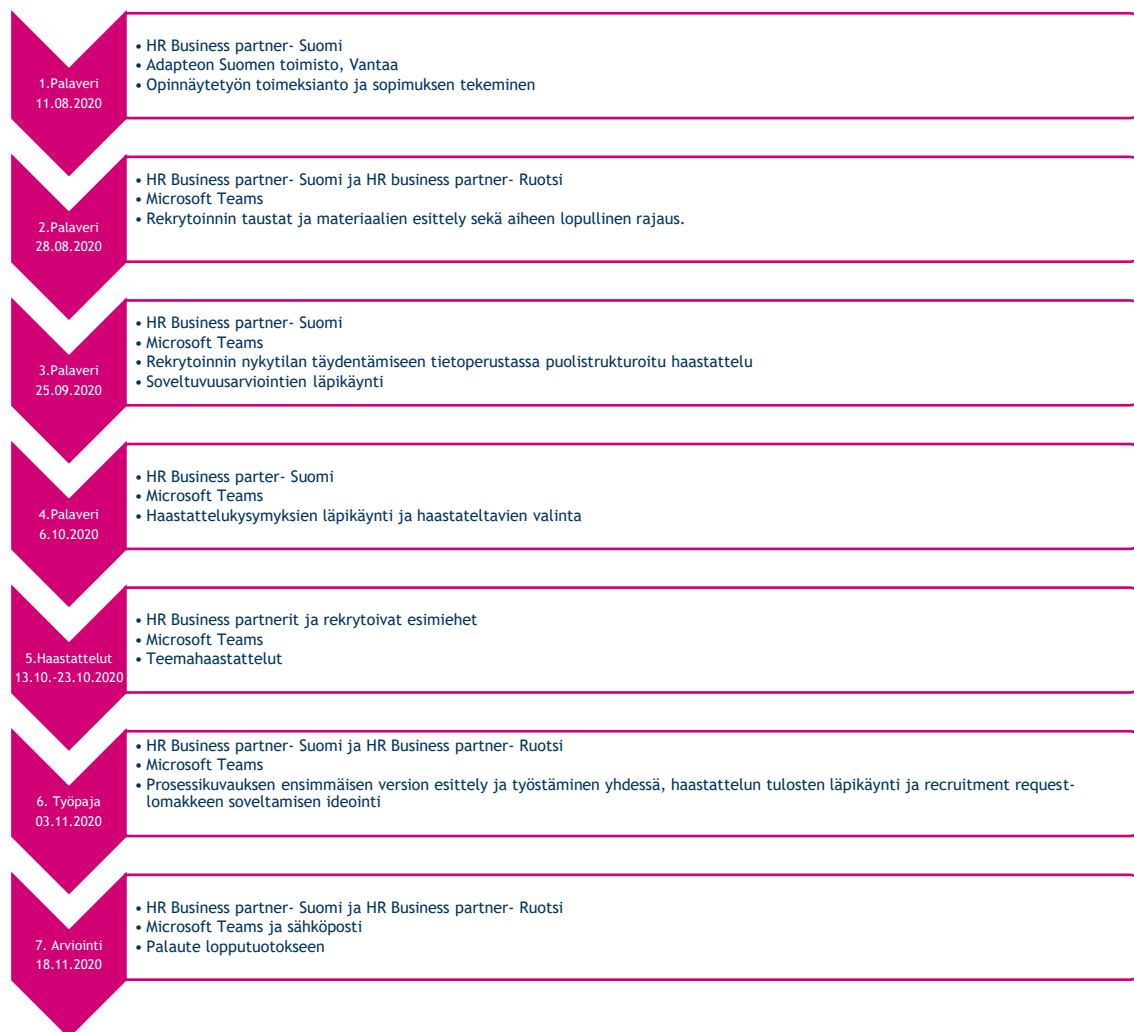 1.Palaveri
11.08.2020
• HR Business partner- Suomi
• Adapteon Suomen toimisto, Vantaa
• Opinnäytetyön toimeksianto ja sopimuksen tekeminen
2.Palaveri
28.08.2020
• HR Business partner- Suomi ja HR business partner- Ruotsi
• Microsoft Teams
• Rekrytoinnin taustat ja materiaalien esittely sekä aiheen lopullinen rajaus.
3.Palaveri
25.09.2020
• HR Business partner- Suomi
• Microsoft Teams
• Rekrytoinnin nykytilan täydentämiseen tietoperustassa puolistrukturoitu haastattelu
• Soveltuvuusarviointien läpikäynti
4.Palaveri
6.10.2020
• HR Business parter- Suomi
• Microsoft Teams
• Haastattelukysymyksien läpikäynti ja haastateltavien valinta
5.Haastattelut
13.10.-23.10.2020
• HR Business partnerit ja rekrytoivat esimiehet
• Microsoft Teams
• Teemahaastattelut
6. Työpaja
03.11.2020
• HR Business partner- Suomi ja HR Business partner- Ruotsi
• Microsoft Teams
• Prosessikuvauksen ensimmäisen version esittely ja työstäminen yhdessä, haastattelun tulosten läpikäynti ja recruitment request-
lomakkeen soveltamisen ideointi
7. Arviointi
18.11.2020
• HR Business partner- Suomi ja HR Business partner- Ruotsi
• Microsoft Teams ja sähköposti
• Palaute lopputuotokseen